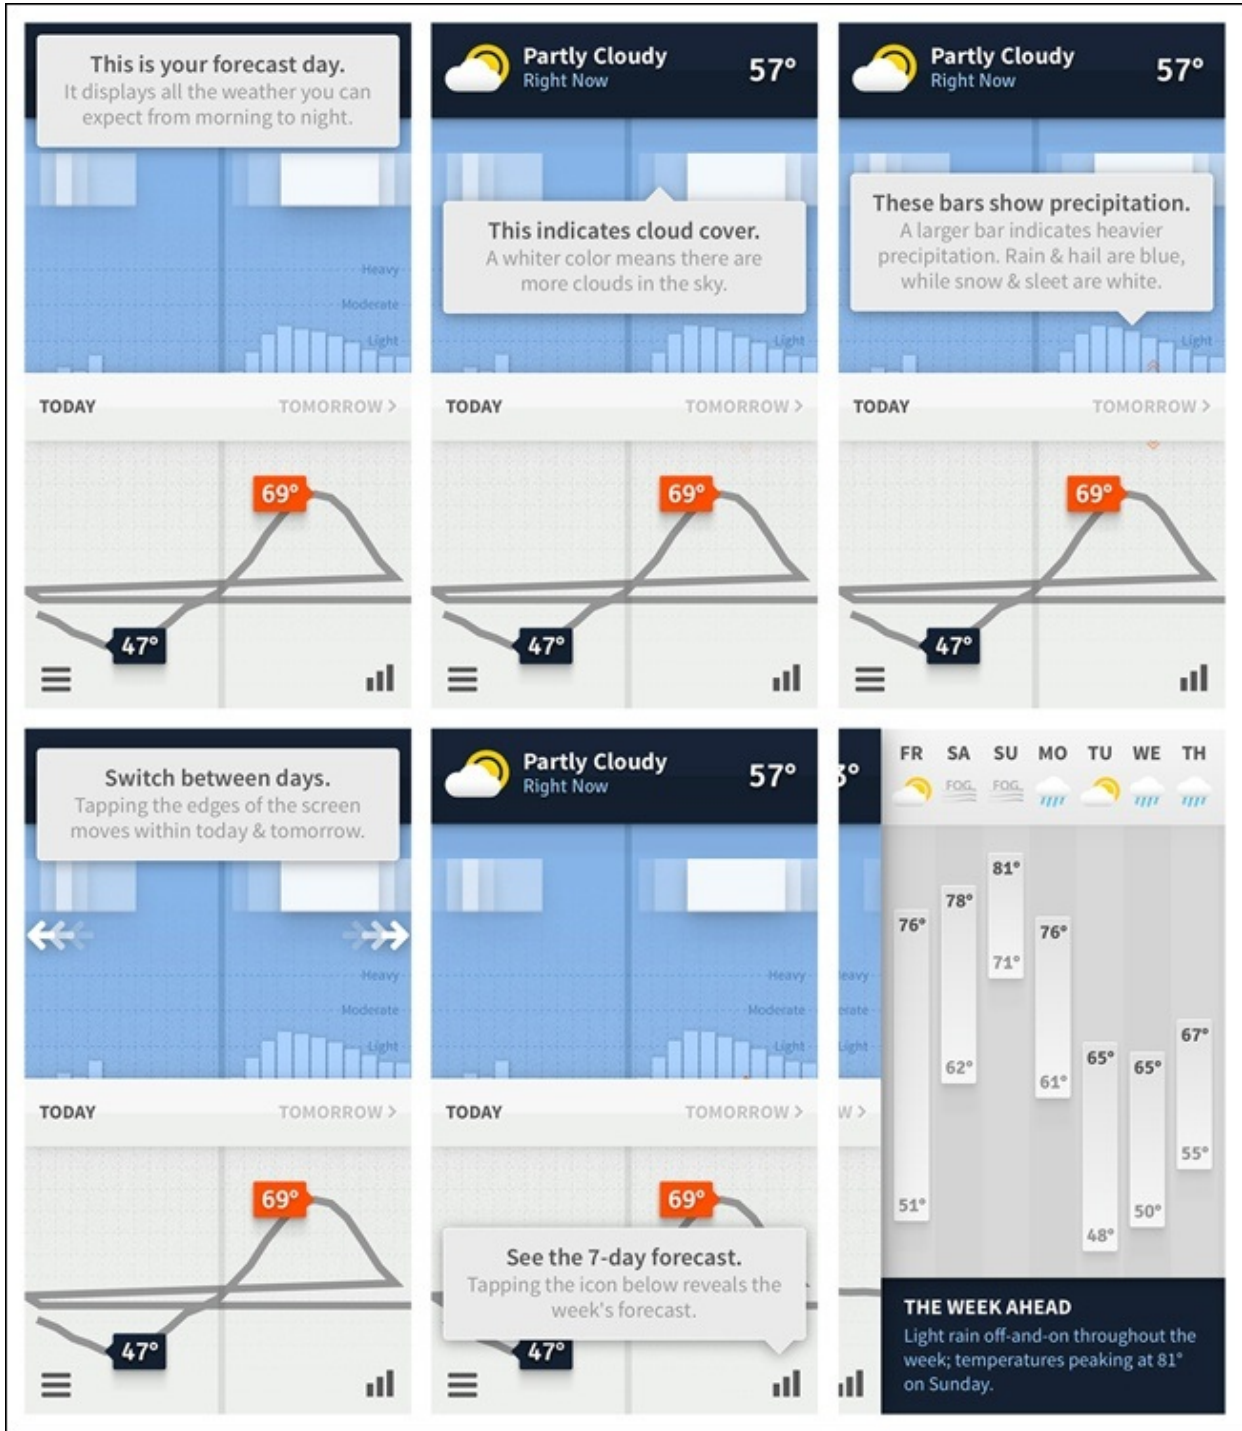 This is your forecast day.
It displays all the weather you can
expect from morning to night.
Heavy
Moderate
Light
TODAY
TOMORROW >
69°
47°
Partly Cloudy
Right Now
57°
This indicates cloud cover.
A whiter color means there are
more clouds in the sky.
Light
TODAY
TOMORROW >
69°
47°
Partly Cloudy
Right Now
57°
These bars show precipitation.
A larger bar indicates heavier
precipitation. Rain & hail are blue,
while snow & sleet are white.
Light
TODAY
TOMORROW >
69°
47°
Switch between days.
Tapping the edges of the screen
moves within today & tomorrow.
Heavy
Moderate
Light
TODAY
TOMORROW >
69°
47°
Partly Cloudy
Right Now
57°
Heavy
Moderate
Light
TODAY
TOMORROW >
69°
See the 7-day forecast.
Tapping the icon below reveals the
week's forecast.
47°
3°
eavy
erate
Light
W >
FR SA SU MO TU WE TH
FOG FOG
81°
78°
76°
76°
71°
67°
65°
65°
62°
61°
55°
51°
50°
48°
THE WEEK AHEAD
Light rain off-and-on throughout the
week; temperatures peaking at 81°
on Sunday.